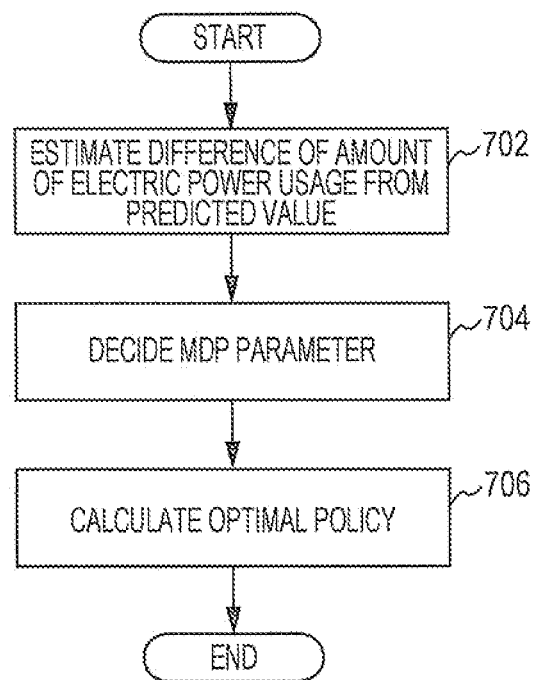 START
ESTIMATE DIFFERENCE OF AMOUNT
OF ELECTRIC POWER USAGE FROM
PREDICTED VALUE
702
DECIDE MDP PARAMETER
704
CALCULATE OPTIMAL POLICY
706
END